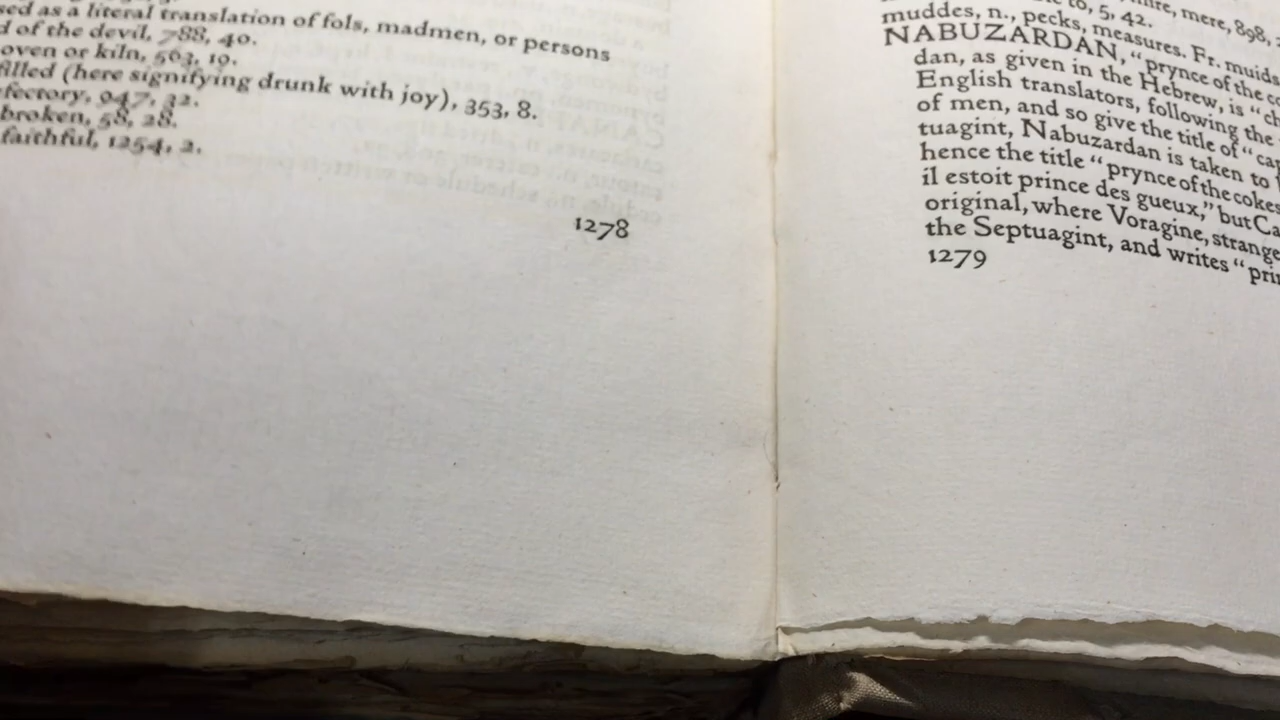 sed as a literal translation of fols, madmen, or persons
d of the devil, 788, 40.
oven or kiln, 563, 19.
filled (here signifying drunk with joy), 353, 8.
fectory, 947, 32.
broken, 58, 28.
faithful, 1254, 2.
1278
mere, 898,
to, 5, 42.
muddes, n., pecks, measures. Fr. muids
NABUZARDAN, “prynce of the co
dan, as given in the Hebrew, is “ch
English translators, following the
of men, and so give the title of “cap
tuagint, Nabuzardan is taken to
hence the title “prynce of the cokes
il estoit prince des gueux,” but Ca
original, where Voragine, strange
the Septuagint, and writes “prin
1279